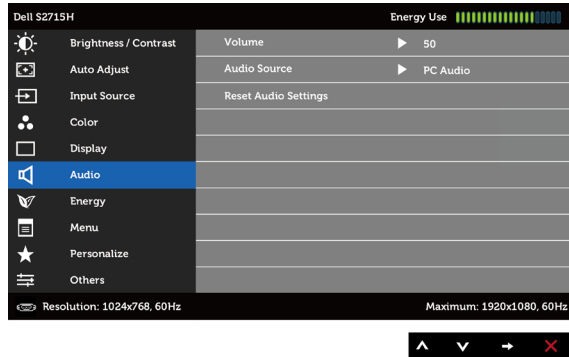 Dell S2715H Energy Use
Brightness / Contrast Volume 50
Auto Adjust Audio Source PC Audio
Input Source Reset Audio Settings
Color
Display
Audio
Energy
Menu
Personalize
Others
Resolution: 1024x768, 60Hz Maximum: 1920x1080, 60Hz